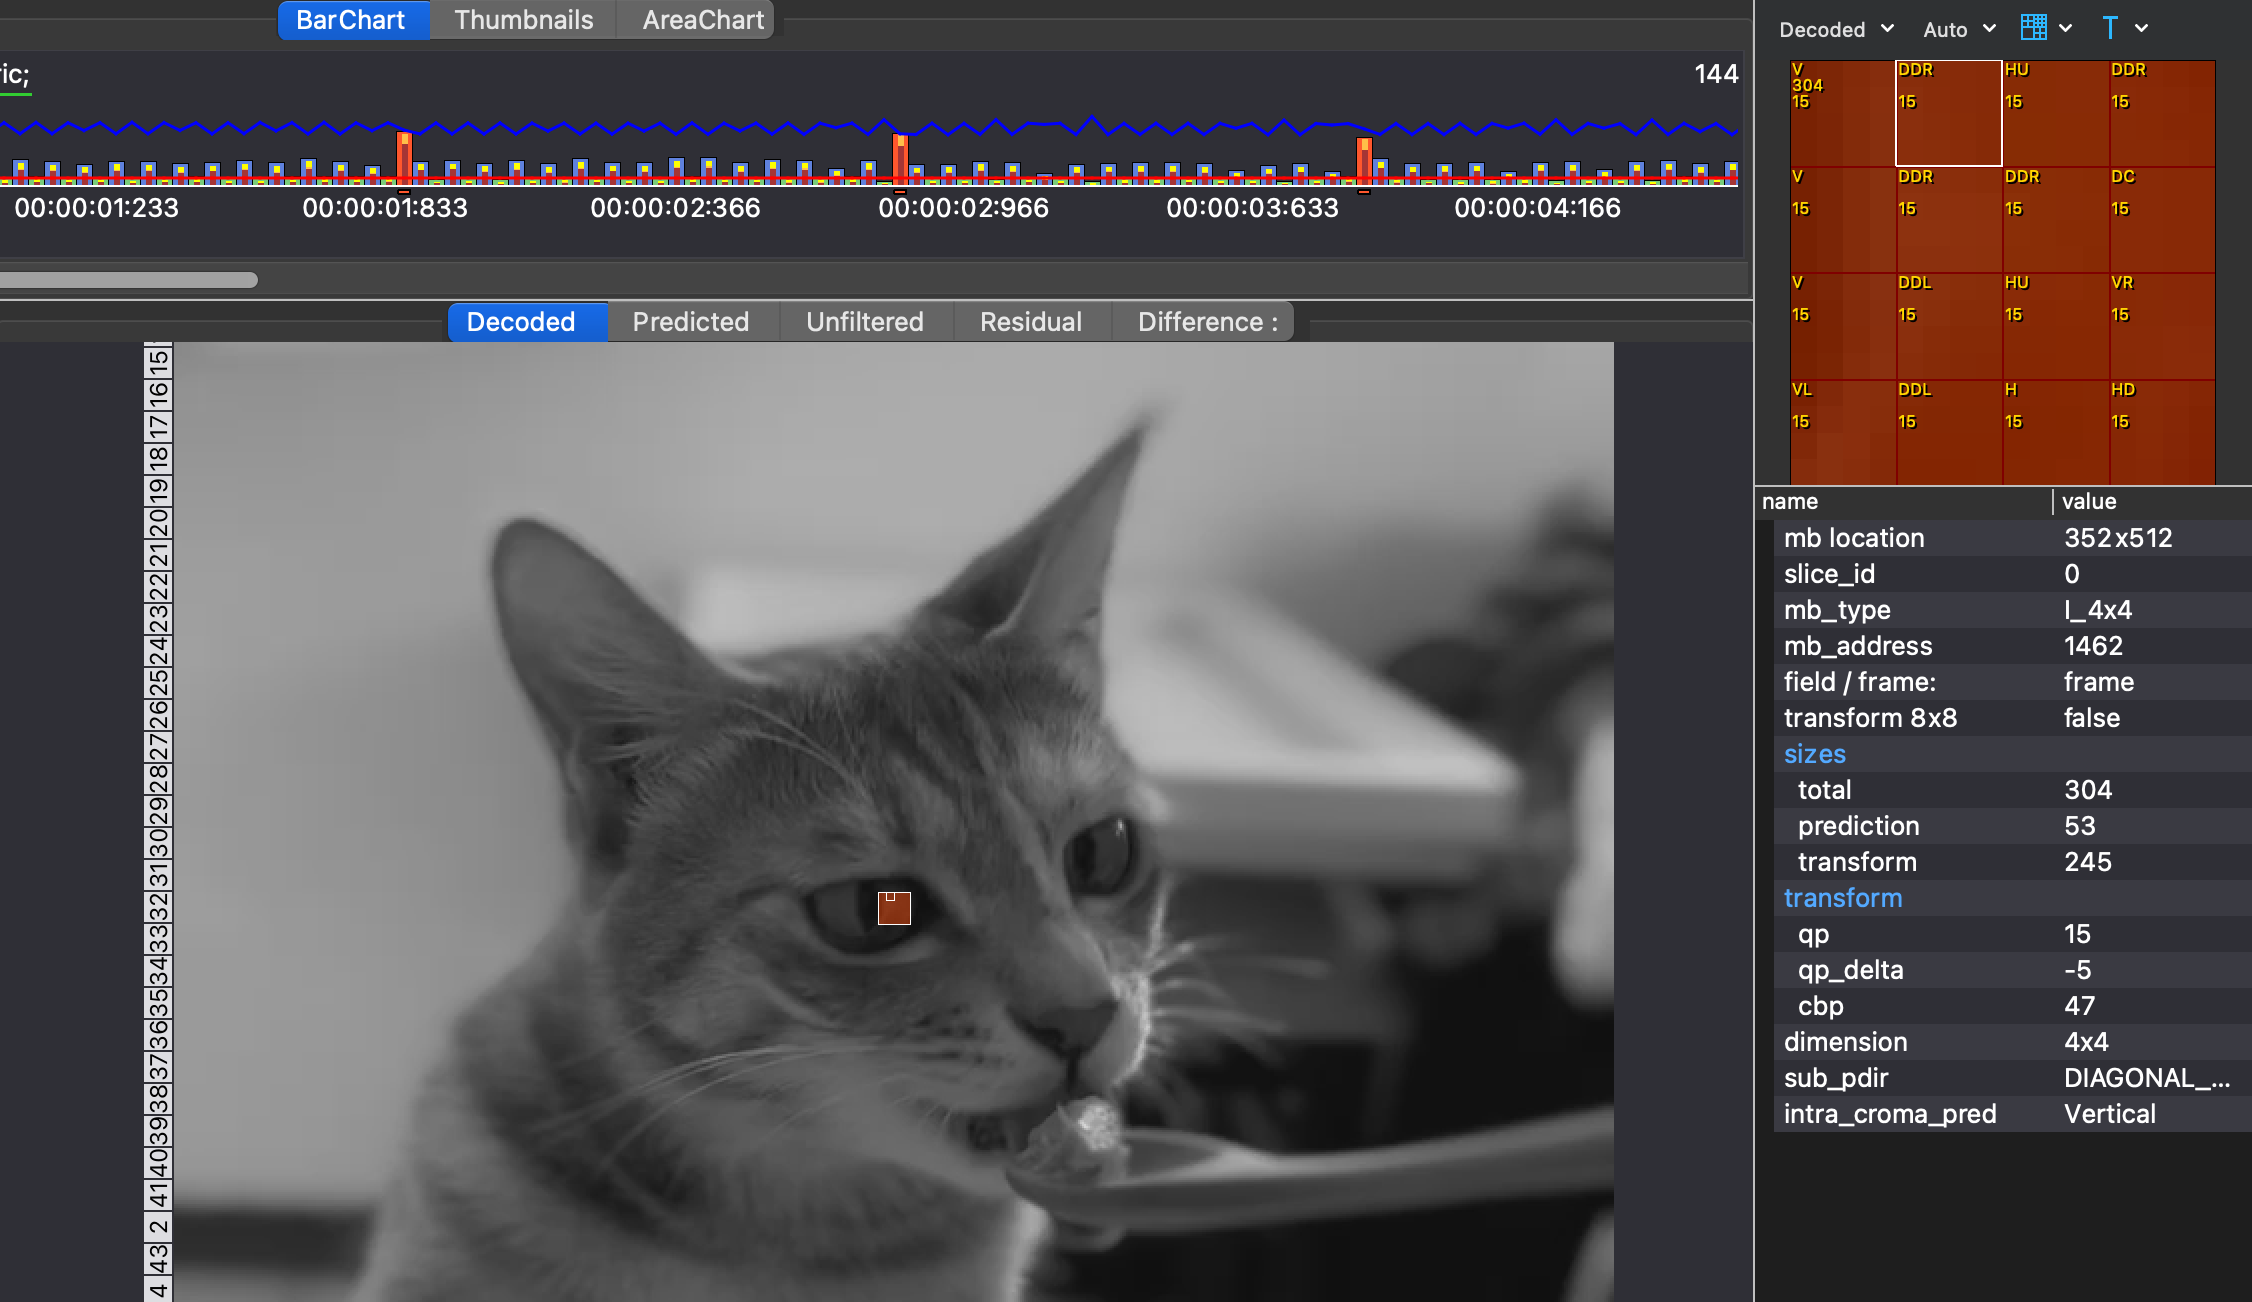 BarChart Thumbnails AreaChart
ric;
144
00:00:01:233 00:00:01:833 00:00:02:366 00:00:02:966 00:00:03:633 00:00:04:166
Decoded Predicted Unfiltered Residual Difference :
15
16
17
18
19
20
21
22
23
24
25
26
27
28
29
30
31
32
33
34
35
36
37
38
39
40
41
2
43
4
Decoded Auto T
V DDR HU DDR
304
15 15 15 15
V DDR DDR DC
15 15 15 15
V DDL HU VR
15 15 15 15
VL DDL H HD
15 15 15 15
name value
mb location 352x512
slice_id 0
mb_type I_4x4
mb_address 1462
field / frame: frame
transform 8x8 false
sizes
total 304
prediction 53
transform 245
transform
qp 15
qp_delta -5
cbp 47
dimension 4x4
sub_pdir DIAGONAL_...
intra_croma_pred Vertical